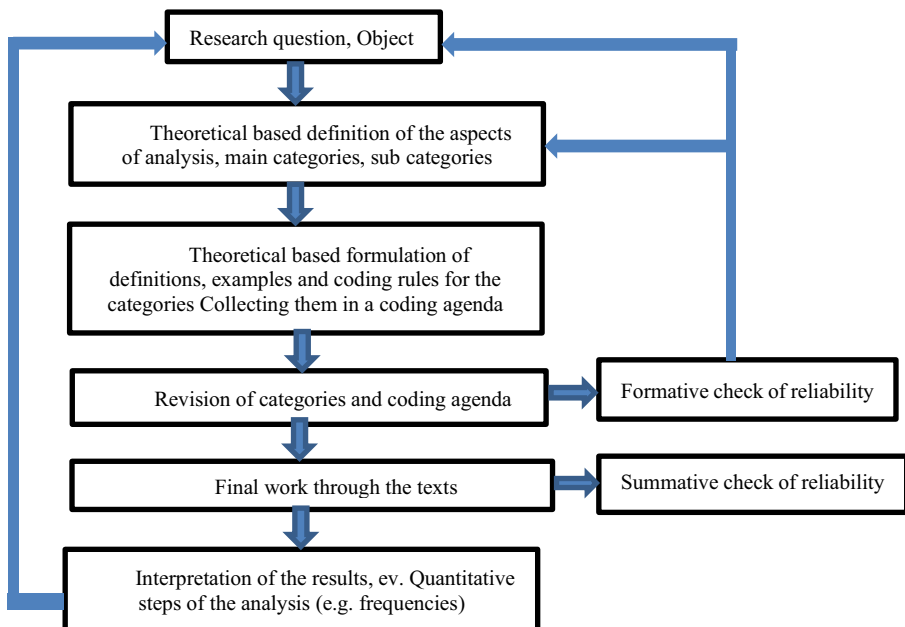 Research question, Object
Theoretical based definition of the aspects
of analysis, main categories, sub categories
Theoretical based formulation of
definitions, examples and coding rules for the
categories Collecting them in a coding agenda
Revision of categories and coding agenda
Formative check of reliability
Final work through the texts
Summative check of reliability
Interpretation of the results, ev. Quantitative
steps of the analysis (e.g. frequencies)